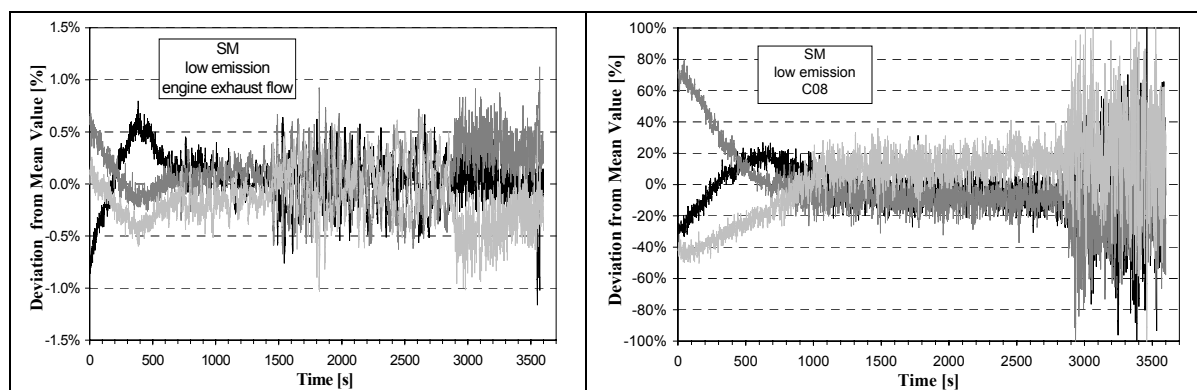 1.5%
1.0%
0.5%
0.0%
-0.5%
-1.0%
-1.5%
Deviation from Mean Value [%]
SM
low emission
engine exhaust flow
0 500 1000 1500 2000 2500 3000 3500
Time [s]
100%
80%
60%
40%
20%
0%
-20%
-40%
-60%
-80%
-100%
Deviation from Mean Value [%]
SM
low emission
C08
0 500 1000 1500 2000 2500 3000 3500
Time [s]